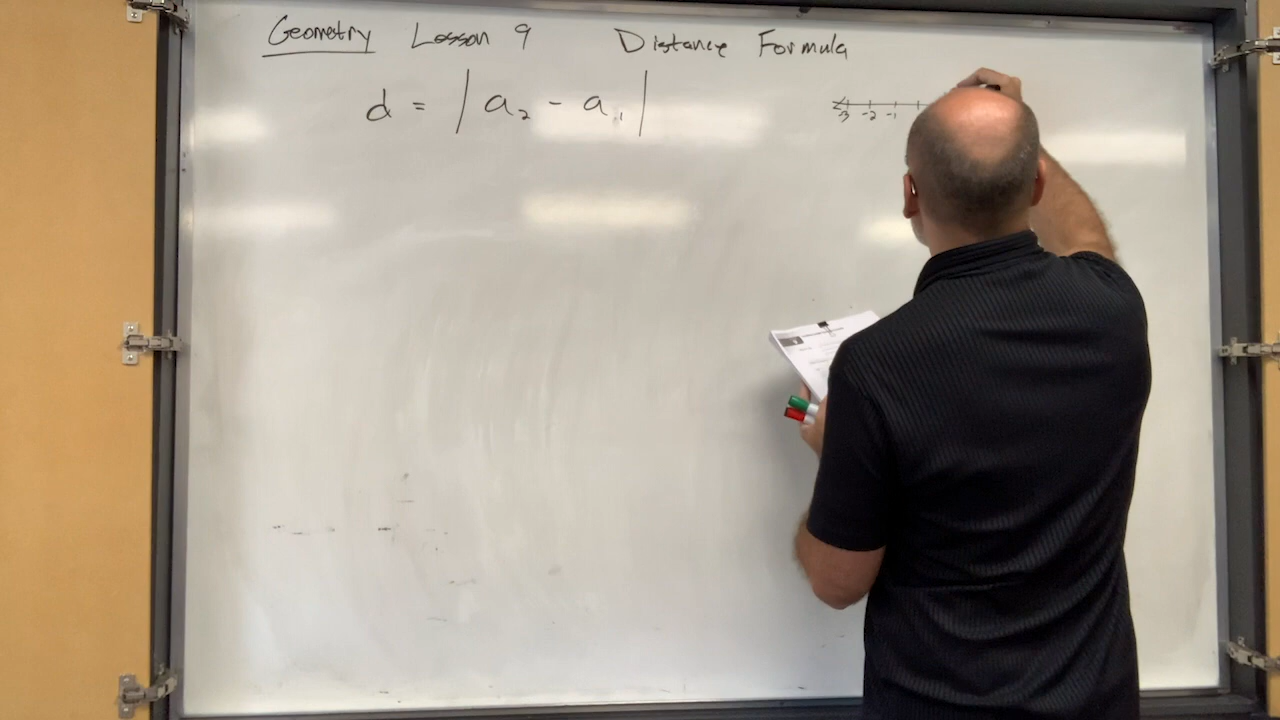 Geometry Lesson 9 Distance Formula
d = | a₂ - a₁ |
-3 -2 -1